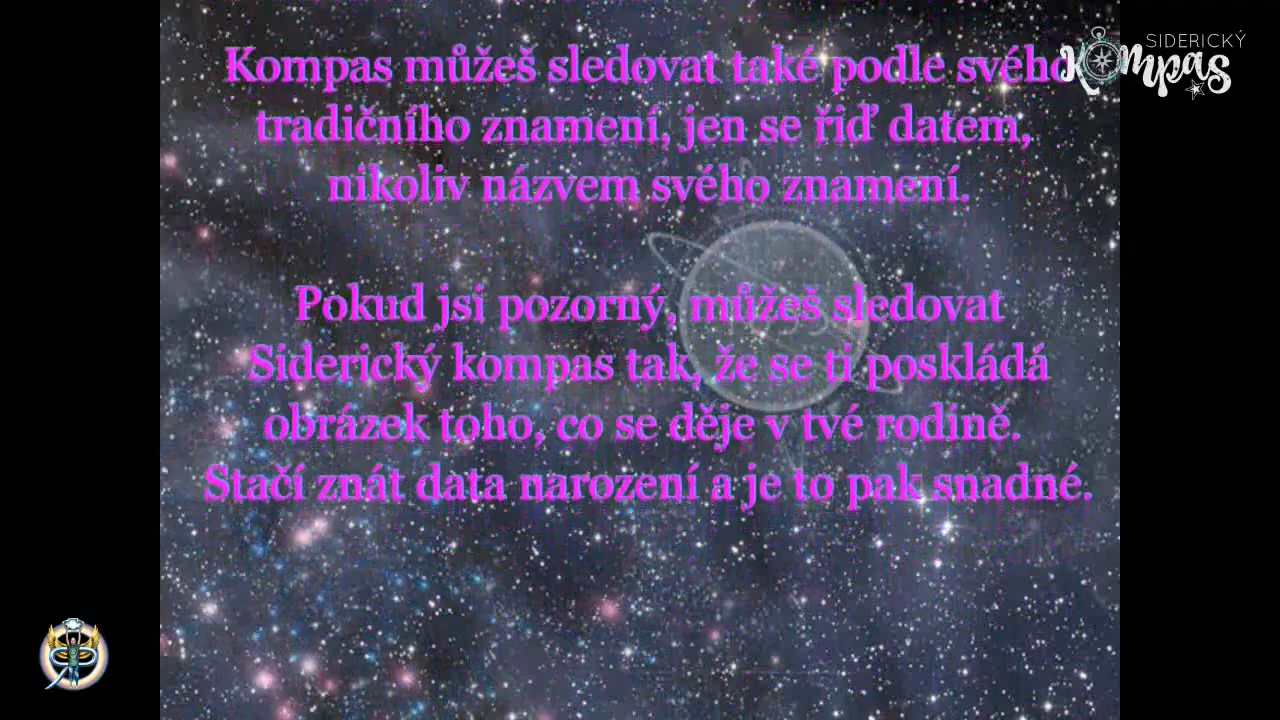 SIDERICKÝ
Kompas
Kompas můžeš sledovat také podle svého
tradičního znamení, jen se řiď datem,
nikoliv názvem svého znamení.
Pokud jsi pozorný, můžeš sledovat
Siderický kompas tak, že se ti poskládá
obrázek toho, co se děje v tvé rodině.
Stačí znát data narození a je to pak snadné.